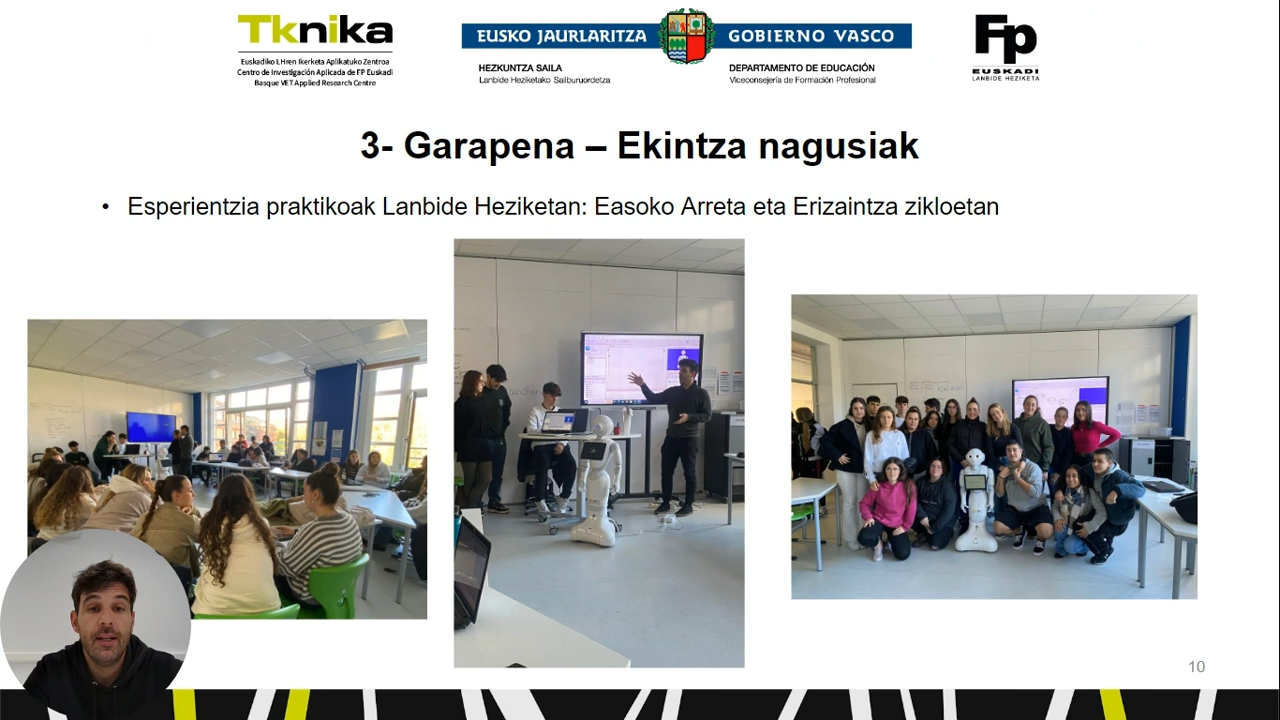 Tknika
Euskadiko LHren Ikerketa Aplikatuko Zentroa
Centro de Investigación Aplicada de FP Euskadi
Basque VET Applied Research Centre
EUSKO JAURLARITZA
GOBIERNO VASCO
HEZKUNTZA SAILA
Lanbide Heziketako Sailburuordetza
DEPARTAMENTO DE EDUCACIÓN
Viceconsejería de Formación Profesional
Fp
EUSKADI
LANBIDE HEZIKETA
3- Garapena – Ekintza nagusiak
• Esperientzia praktikoak Lanbide Heziketan: Easoko Arreta eta Erizaintza zikloetan
10